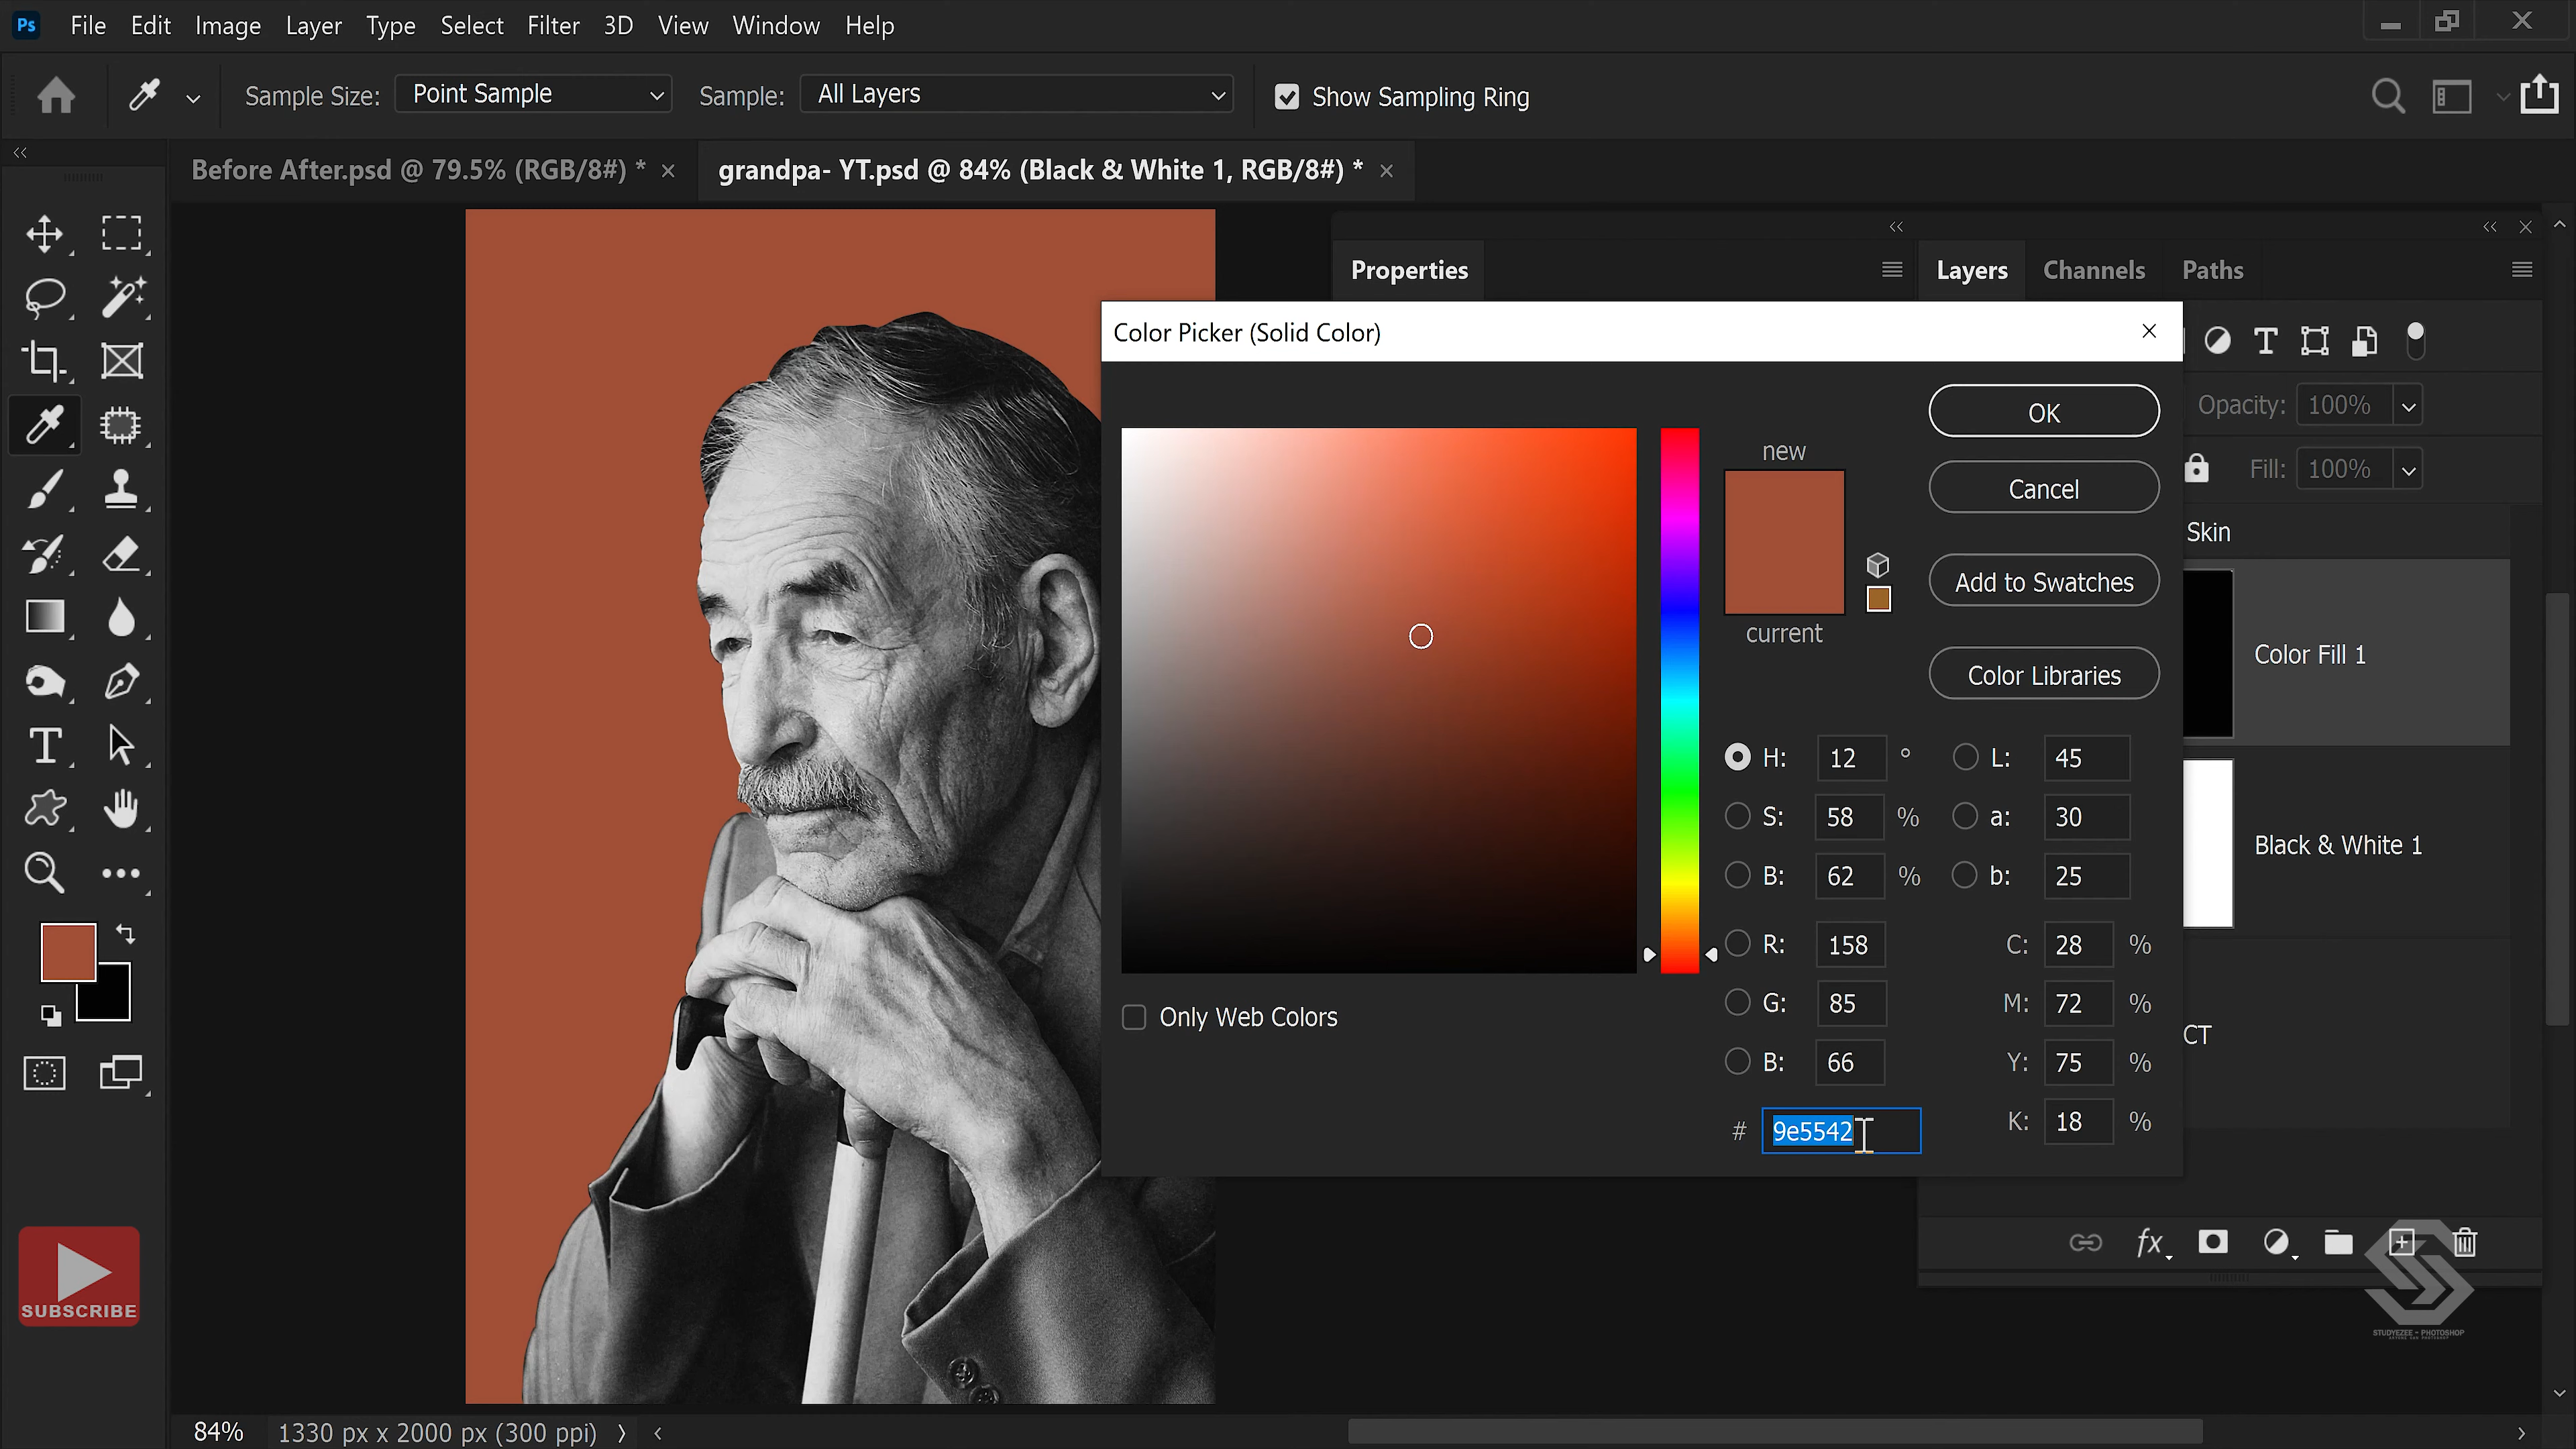 Ps File Edit Image Layer Type Select Filter 3D View Window Help
Sample Size: Point Sample Sample: All Layers Show Sampling Ring
Before After.psd @ 79.5% (RGB/8#) * grandpa- YT.psd @ 84% (Black & White 1, RGB/8#) *
Properties Layers Channels Paths
Color Picker (Solid Color)
OK
Cancel
Add to Swatches
Color Libraries
new
current
H: 12 ° L: 45
S: 58 % a: 30
B: 62 % b: 25
R: 158 C: 28 %
G: 85 M: 72 %
B: 66 Y: 75 %
# 9e5542 K: 18 %
Only Web Colors
Opacity: 100%
Fill: 100%
Skin
Color Fill 1
Black & White 1
CT
fx
SUBSCRIBE
STUDYEZEE - PHOTOSHOP
84% 1330 px x 2000 px (300 ppi)